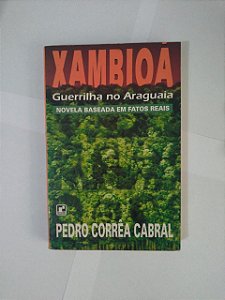 XAMBIOÁ
Guerrilha no Araguaia
NOVELA BASEADA EM FATOS REAIS
PEDRO CORRÊA CABRAL